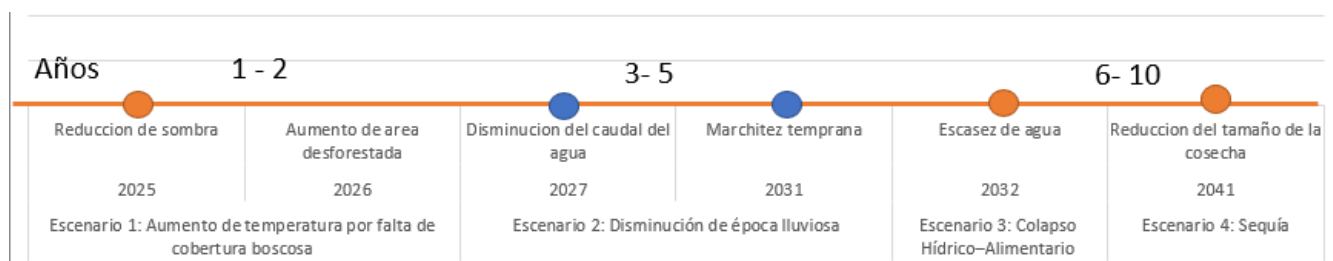 Años 1 - 2 3- 5 6- 10
Reduccion de sombra
Aumento de area
desforestada
Disminucion del caudal del
agua
Marchitez temprana
Escasez de agua
Reduccion del tamaño de la
cosecha
2025 2026 2027 2031 2032 2041
Escenario 1: Aumento de temperatura por falta de
cobertura boscosa
Escenario 2: Disminución de época lluviosa
Escenario 3: Colapso
Hídrico–Alimentario
Escenario 4: Sequía